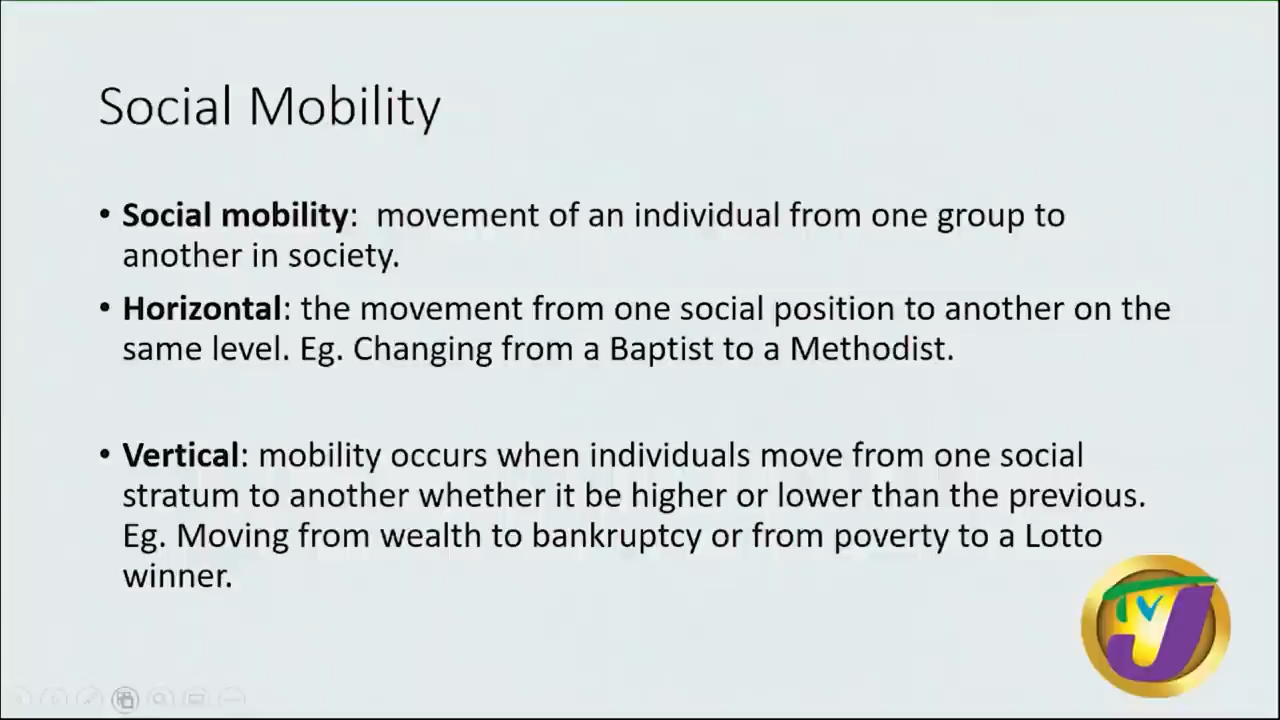 Social Mobility
• Social mobility:  movement of an individual from one group to
another in society.
• Horizontal: the movement from one social position to another on the
same level. Eg. Changing from a Baptist to a Methodist.
• Vertical: mobility occurs when individuals move from one social
stratum to another whether it be higher or lower than the previous.
Eg. Moving from wealth to bankruptcy or from poverty to a Lotto
winner.
TVJ